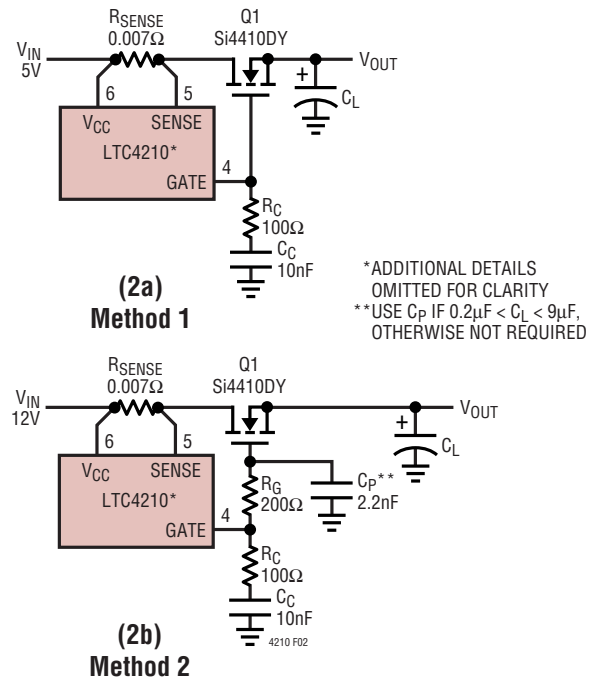 RSENSE
0.007Ω
Q1
Si4410DY
VIN
5V
VOUT
+
CL
6
5
VCC
SENSE
LTC4210*
GATE
4
RC
100Ω
CC
10nF
(2a)
Method 1
*ADDITIONAL DETAILS
OMITTED FOR CLARITY
**USE CP IF 0.2µF < CL < 9µF,
OTHERWISE NOT REQUIRED
RSENSE
0.007Ω
Q1
Si4410DY
VIN
12V
VOUT
+
CL
6
5
VCC
SENSE
LTC4210*
GATE
4
RG
200Ω
CP**
2.2nF
RC
100Ω
CC
10nF
4210 F02
(2b)
Method 2